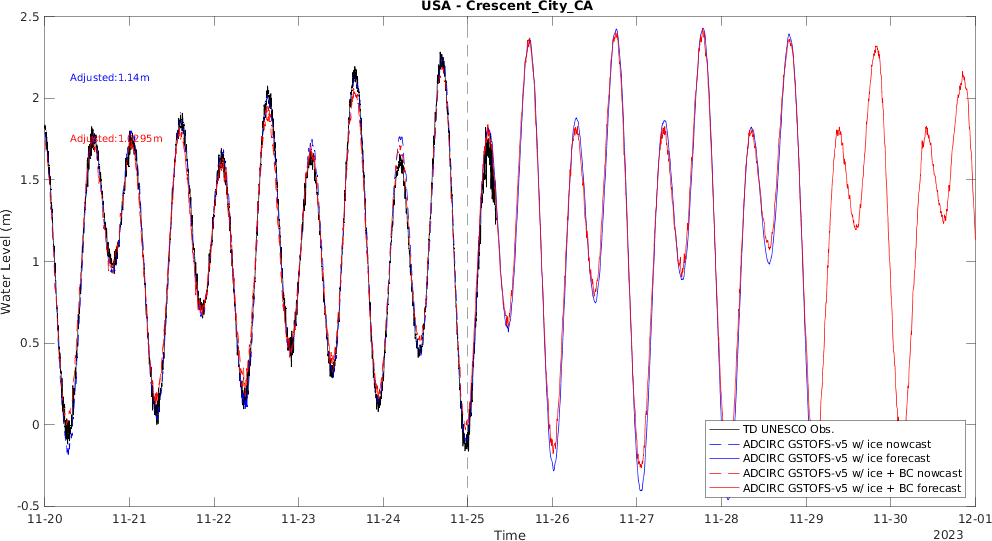 USA - Crescent_City_CA
2.5
2
1.5
1
0.5
0
-0.5
Water Level (m)
Adjusted:1.14m
TD UNESCO Obs.
ADCIRC GSTOFS-v5 w/ ice nowcast
ADCIRC GSTOFS-v5 w/ ice forecast
ADCIRC GSTOFS-v5 w/ ice + BC nowcast
ADCIRC GSTOFS-v5 w/ ice + BC forecast
11-20 11-21 11-22 11-23 11-24 11-25 11-26 11-27 11-28 11-29 11-30 12-01
Time
2023